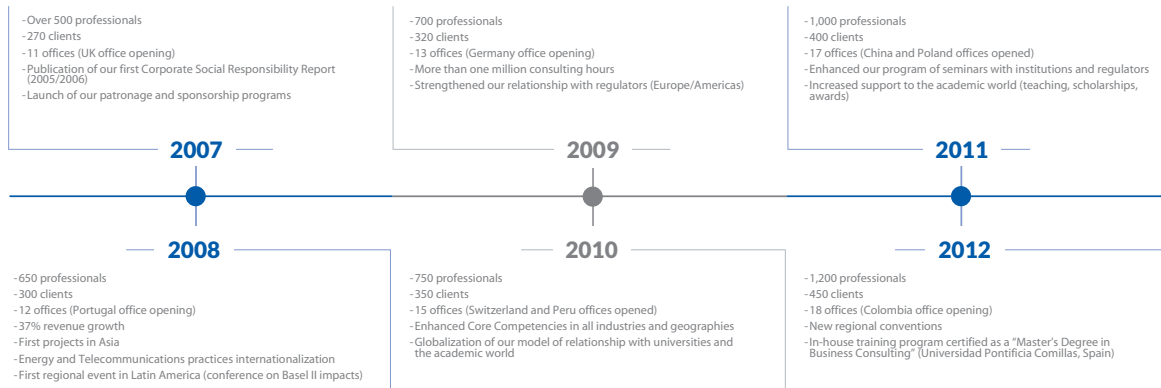 - Over 500 professionals
- 270 clients
- 11 offices (UK office opening)
- Publication of our first Corporate Social Responsibility Report
(2005/2006)
- Launch of our patronage and sponsorship programs
2007
- 650 professionals
- 300 clients
- 12 offices (Portugal office opening)
- 37% revenue growth
- First projects in Asia
- Energy and Telecommunications practices internationalization
- First regional event in Latin America (conference on Basel II impacts)
2008
- 700 professionals
- 320 clients
- 13 offices (Germany office opening)
- More than one million consulting hours
- Strengthened our relationship with regulators (Europe/Americas)
2009
2010
- 750 professionals
- 350 clients
- 15 offices (Switzerland and Peru offices opened)
- Enhanced Core Competencies in all industries and geographies
- Globalization of our model of relationship with universities and
the academic world
- 1,000 professionals
- 400 clients
- 17 offices (China and Poland offices opened)
- Enhanced our program of seminars with institutions and regulators
- Increased support to the academic world (teaching, scholarships,
awards)
2011
2012
- 1,200 professionals
- 450 clients
- 18 offices (Colombia office opening)
- New regional conventions
- In-house training program certified as a "Master's Degree in
Business Consulting" (Universidad Pontificia Comillas, Spain)